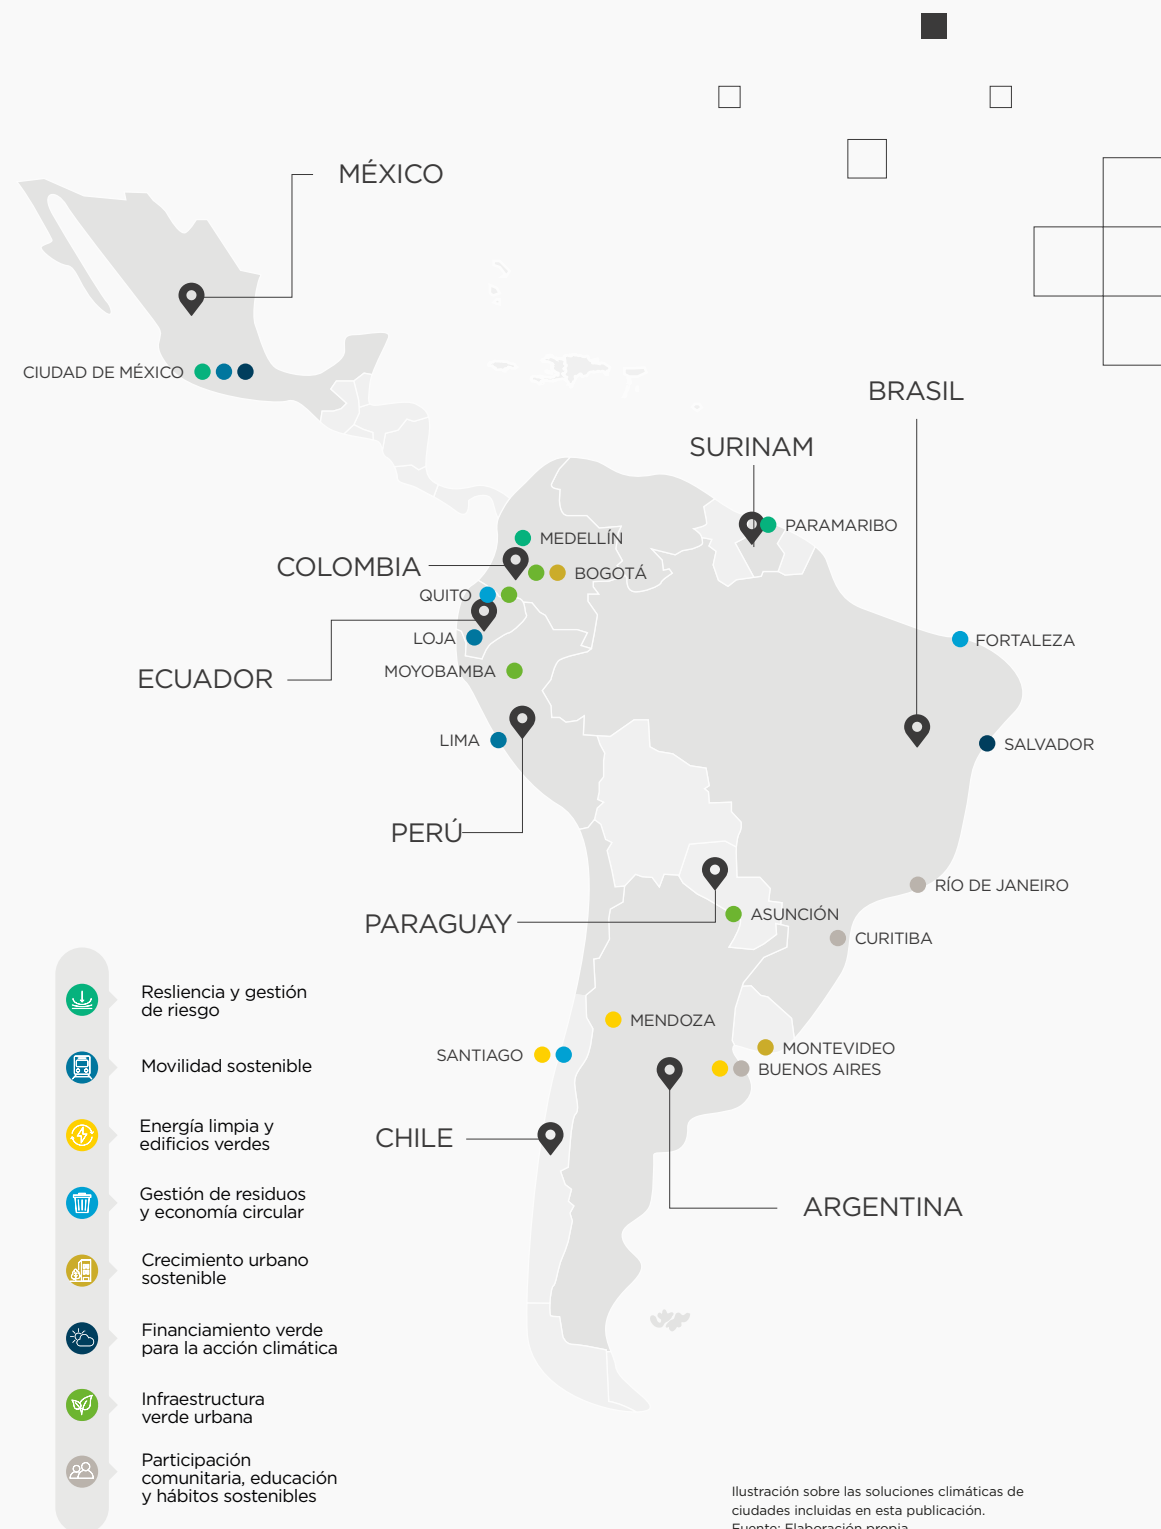 MÉXICO
CIUDAD DE MÉXICO
BRASIL
SURINAM
PARAMARIBO
MEDELLÍN
COLOMBIA
BOGOTÁ
QUITO
LOJA
FORTALEZA
MOYOBAMBA
ECUADOR
LIMA
SALVADOR
PERÚ
RÍO DE JANEIRO
PARAGUAY
ASUNCIÓN
CURITIBA
MENDOZA
SANTIAGO
MONTEVIDEO
BUENOS AIRES
CHILE
ARGENTINA
Resliencia y gestión
de riesgo
Movilidad sostenible
Energía limpia y
edificios verdes
Gestión de residuos
y economía circular
Crecimiento urbano
sostenible
Financiamiento verde
para la acción climática
Infraestructura
verde urbana
Participación
comunitaria, educación
y hábitos sostenibles
Ilustración sobre las soluciones climáticas de
ciudades incluidas en esta publicación.
Fuente: Elaboración propia